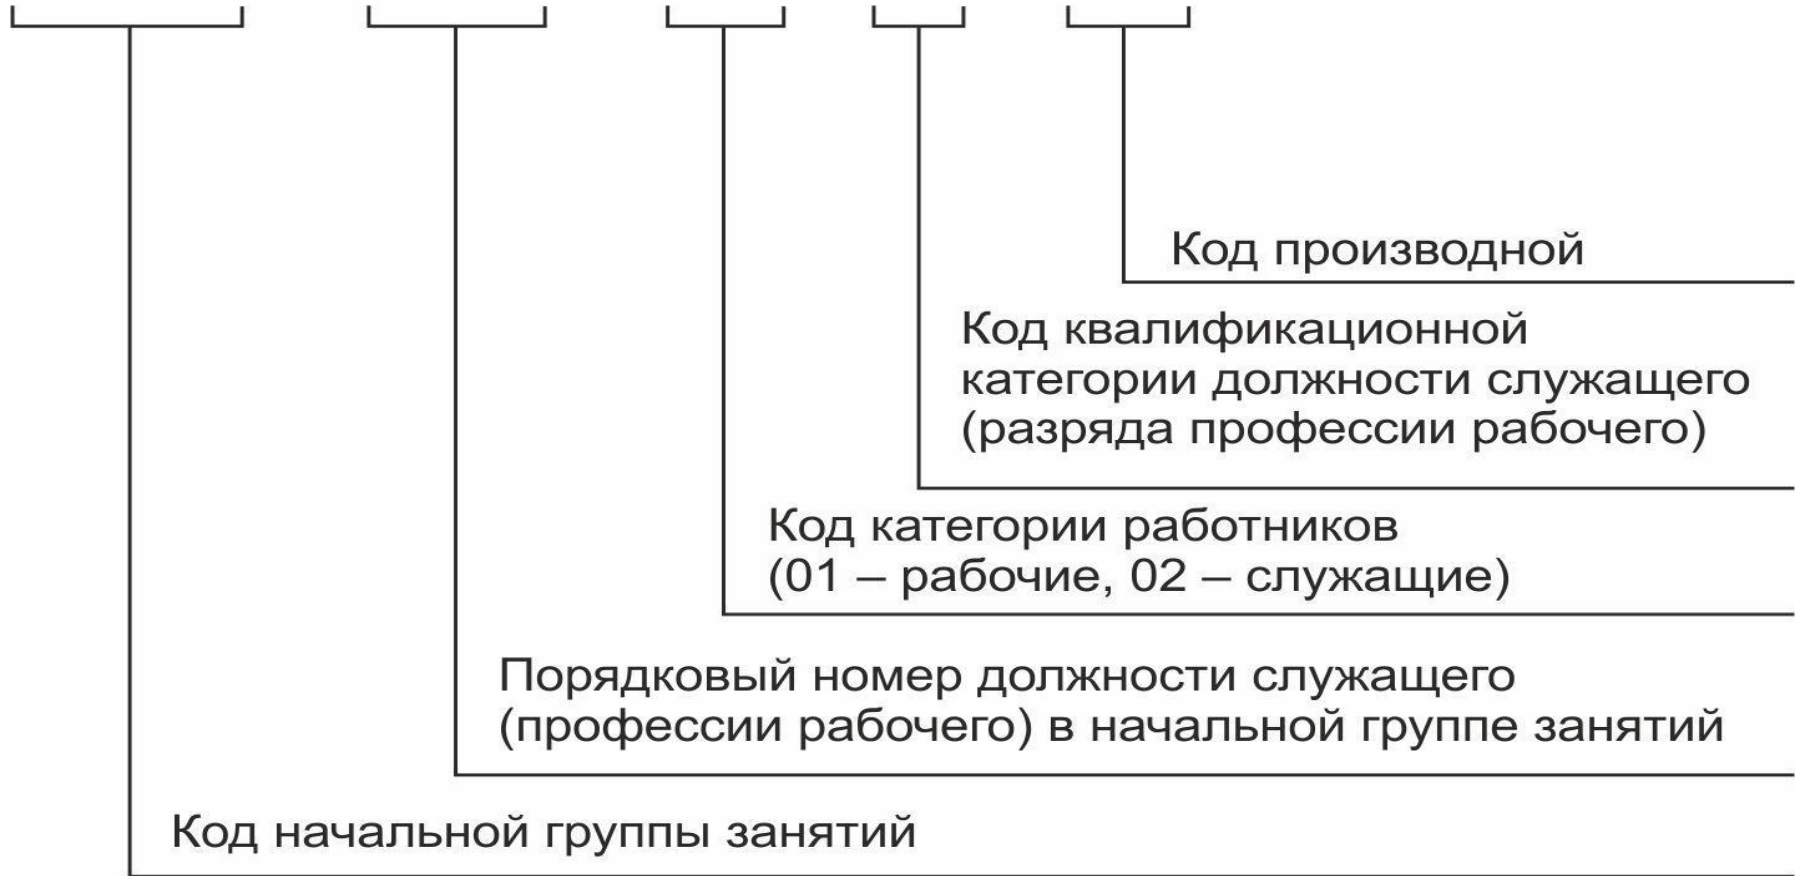 Код производной
Код квалификационной
категории должности служащего
(разряда профессии рабочего)
Код категории работников
(01 – рабочие, 02 – служащие)
Порядковый номер должности служащего
(профессии рабочего) в начальной группе занятий
Код начальной группы занятий